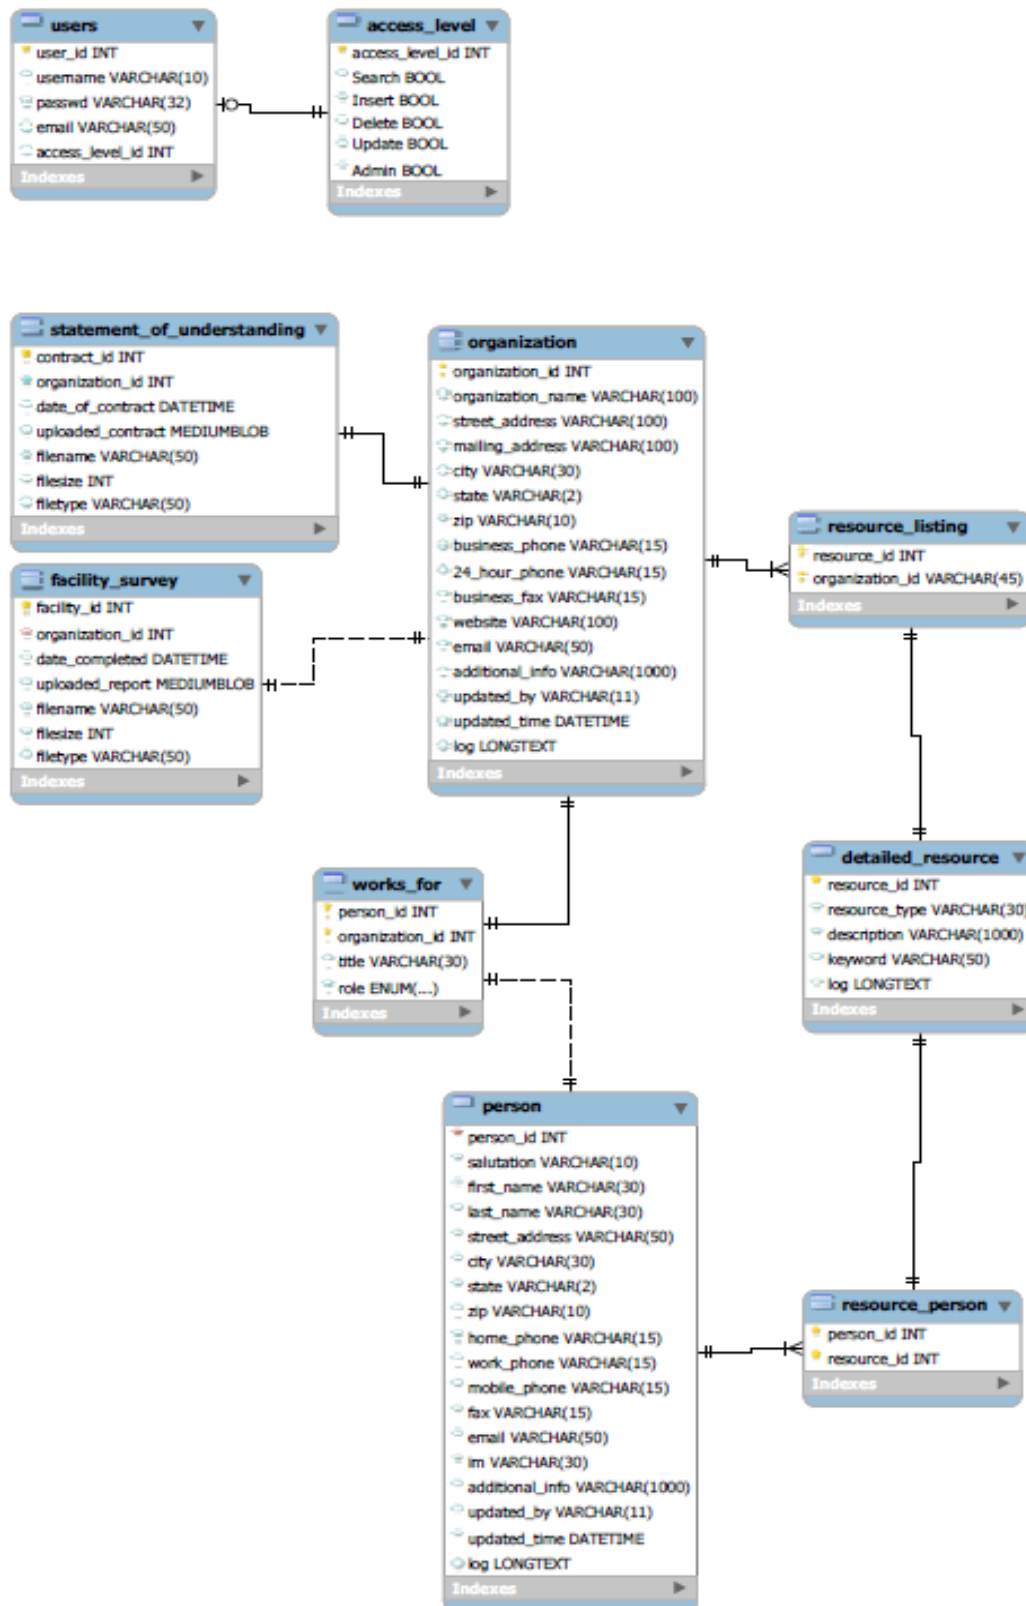 users
user_id INT
username VARCHAR(10)
passwd VARCHAR(32)
email VARCHAR(50)
access_level_id INT
Indexes
access_level
access_level_id INT
Search BOOL
Insert BOOL
Delete BOOL
Update BOOL
Admin BOOL
Indexes
statement_of_understanding
contract_id INT
organization_id INT
date_of_contract DATETIME
uploaded_contract MEDIUMBLOB
filename VARCHAR(50)
filesize INT
filetype VARCHAR(50)
Indexes
organization
organization_id INT
organization_name VARCHAR(100)
street_address VARCHAR(100)
mailing_address VARCHAR(100)
city VARCHAR(30)
state VARCHAR(2)
zip VARCHAR(10)
business_phone VARCHAR(15)
24_hour_phone VARCHAR(15)
business_fax VARCHAR(15)
website VARCHAR(100)
email VARCHAR(50)
additional_info VARCHAR(1000)
updated_by VARCHAR(11)
updated_time DATETIME
log LONGTEXT
Indexes
resource_listing
resource_id INT
organization_id VARCHAR(45)
Indexes
facility_survey
facility_id INT
organization_id INT
date_completed DATETIME
uploaded_report MEDIUMBLOB
filename VARCHAR(50)
filesize INT
filetype VARCHAR(50)
Indexes
works_for
person_id INT
organization_id INT
title VARCHAR(30)
role ENUM(....)
Indexes
detailed_resource
resource_id INT
resource_type VARCHAR(30)
description VARCHAR(1000)
keyword VARCHAR(50)
log LONGTEXT
Indexes
person
person_id INT
salutation VARCHAR(10)
first_name VARCHAR(30)
last_name VARCHAR(30)
street_address VARCHAR(50)
city VARCHAR(30)
state VARCHAR(2)
zip VARCHAR(10)
home_phone VARCHAR(15)
work_phone VARCHAR(15)
mobile_phone VARCHAR(15)
fax VARCHAR(15)
email VARCHAR(50)
im VARCHAR(30)
additional_info VARCHAR(1000)
updated_by VARCHAR(11)
updated_time DATETIME
log LONGTEXT
Indexes
resource_person
person_id INT
resource_id INT
Indexes